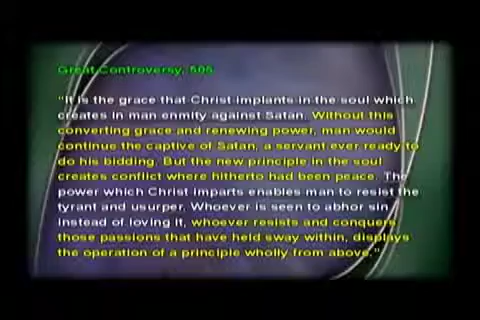 Great Controversy, 506
"It is the grace that Christ implants in the soul which
creates in man enmity against Satan. Without this
converting grace and renewing power, man would
continue the captive of Satan, a servant ever ready to
do his bidding. But the new principle in the soul
creates conflict where hitherto had been peace. The
power which Christ imparts enables man to resist the
tyrant and usurper. Whoever is seen to abhor sin
instead of loving it, whoever resists and conquers
those passions that have held sway within, displays
the operation of a principle wholly from above."